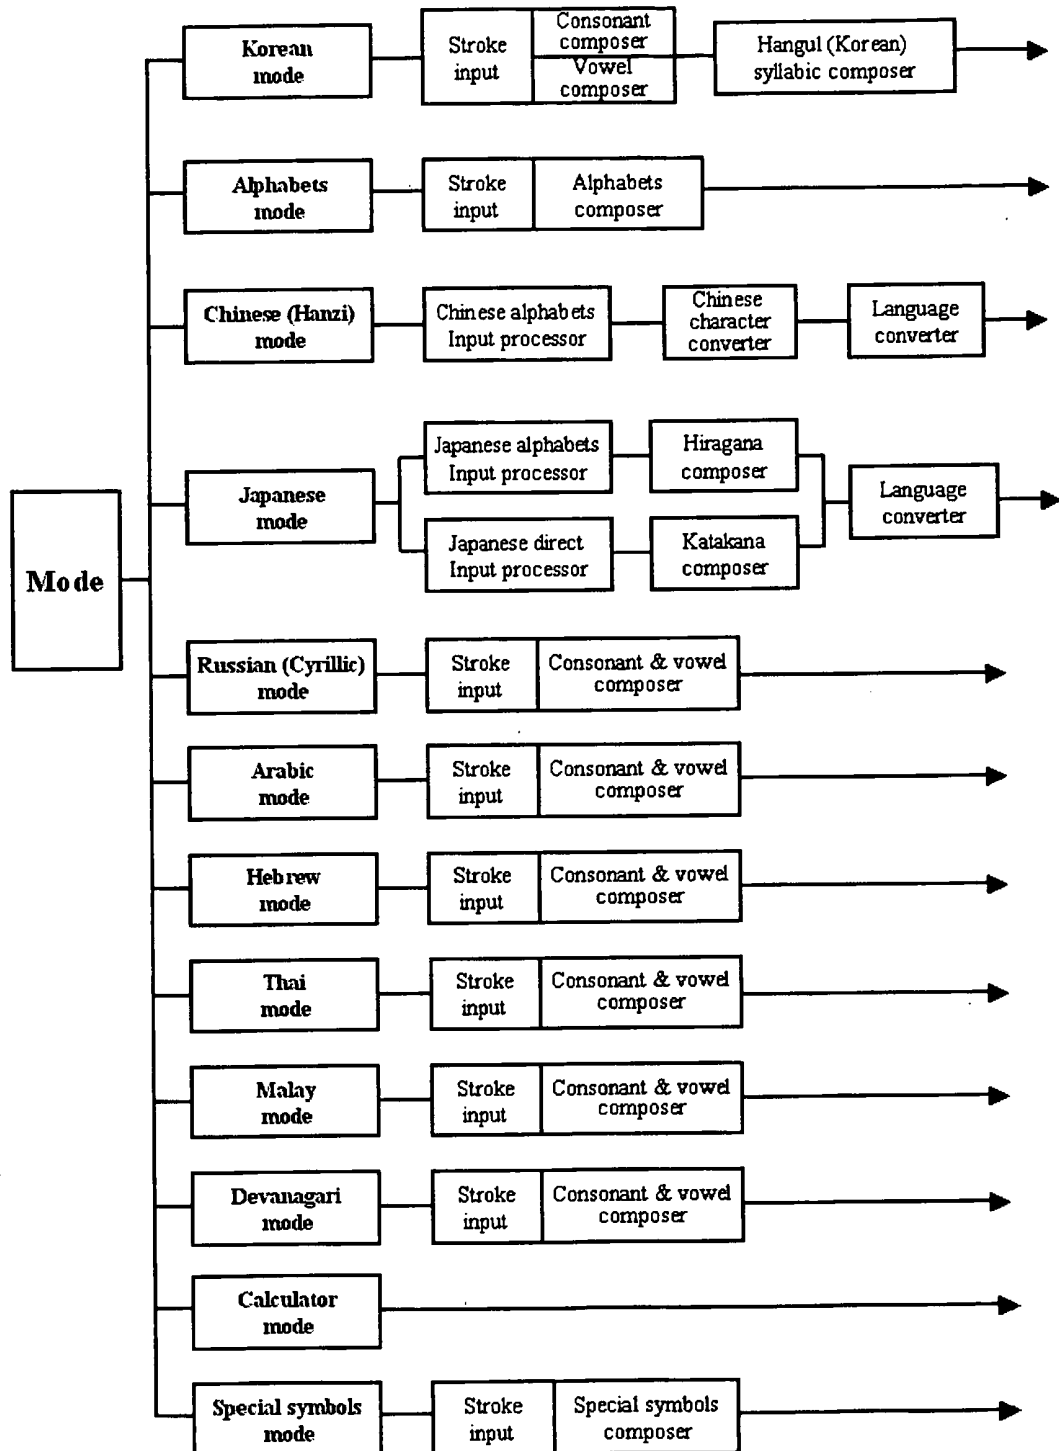 Mode
Korean
mode
Stroke
input
Consonant
composer
Vowel
composer
Hangul (Korean)
syllabic composer
Alphabets
mode
Stroke
input
Alphabets
composer
Chinese (Hanzi)
mode
Chinese alphabets
Input processor
Chinese
character
converter
Language
converter
Japanese
mode
Japanese alphabets
Input processor
Hiragana
composer
Japanese direct
Input processor
Katakana
composer
Language
converter
Russian (Cyrillic)
mode
Stroke
input
Consonant & vowel
composer
Arabic
mode
Stroke
input
Consonant & vowel
composer
Hebrew
mode
Stroke
input
Consonant & vowel
composer
Thai
mode
Stroke
input
Consonant & vowel
composer
Malay
mode
Stroke
input
Consonant & vowel
composer
Devanagari
mode
Stroke
input
Consonant & vowel
composer
Calculator
mode
Special symbols
mode
Stroke
input
Special symbols
composer